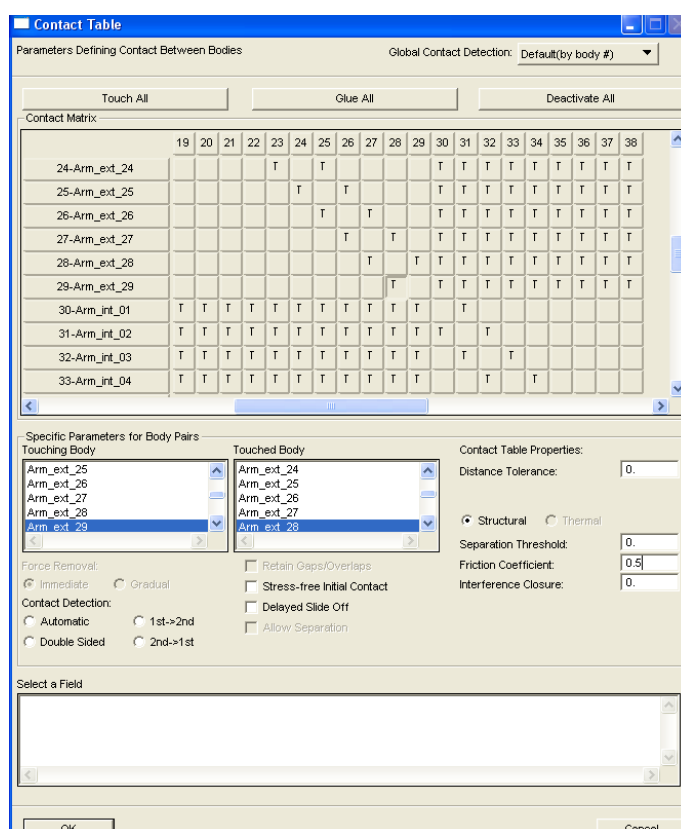 Contact Table
Parameters Defining Contact Between Bodies Global Contact Detection: Default(by body #)
Touch All Glue All Deactivate All
Contact Matrix
19 20 21 22 23 24 25 26 27 28 29 30 31 32 33 34 35 36 37 38
24-Arm_ext_24 T T T T T T T T T T T
25-Arm_ext_25 T T T T T T T T T T T
26-Arm_ext_26 T T T T T T T T T T T
27-Arm_ext_27 T T T T T T T T T T T
28-Arm_ext_28 T T T T T T T T T T T
29-Arm_ext_29 T T T T T T T T T T
30-Arm_int_01 T T T T T T T T T T T T
31-Arm_int_02 T T T T T T T T T T T T T
32-Arm_int_03 T T T T T T T T T T T T T
33-Arm_int_04 T T T T T T T T T T T T T
Specific Parameters for Body Pairs
Touching Body Touched Body Contact Table Properties:
Arm_ext_25 Arm_ext_24 Distance Tolerance: 0.
Arm_ext_26 Arm_ext_25
Arm_ext_27 Arm_ext_26
Arm_ext_28 Arm_ext_27
Arm_ext_29 Arm_ext_28 Structural Thermal
Separation Threshold: 0.
Force Removal: Retain Gaps/Overlaps Friction Coefficient: 0.5
Immediate Gradual Stress-free Initial Contact Interference Closure: 0.
Contact Detection: Delayed Slide Off
Automatic 1st->2nd Allow Separation
Double Sided 2nd->1st
Select a Field
OK Cancel